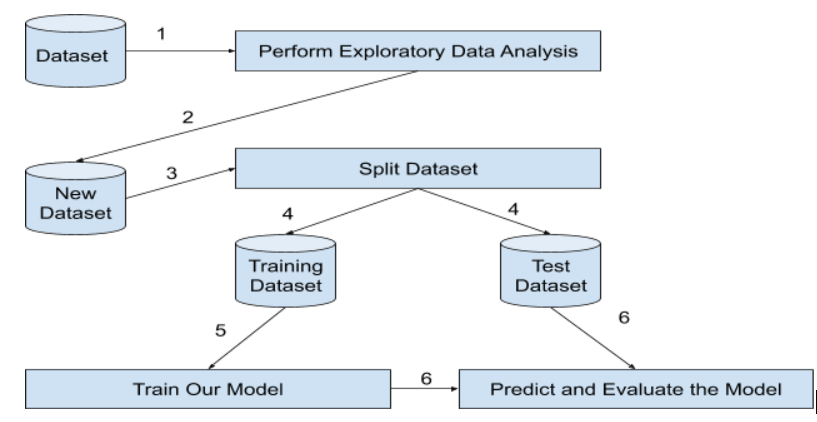 1
Dataset
Perform Exploratory Data Analysis
2
3
Split Dataset
New
Dataset
4
4
Training
Dataset
Test
Dataset
5
6
Train Our Model
6
Predict and Evaluate the Model